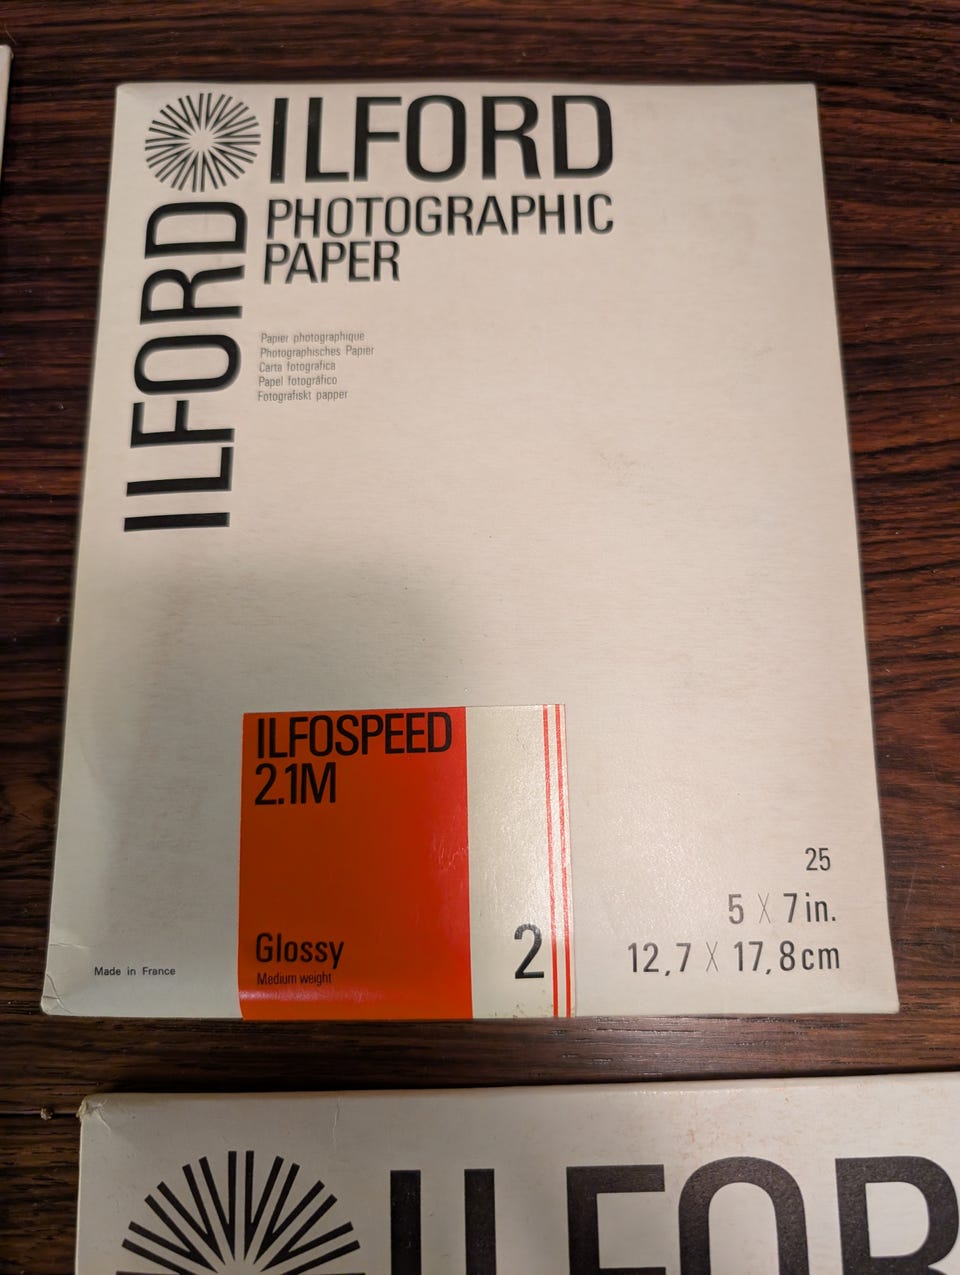 ILFORD
ILFORD
PHOTOGRAPHIC
PAPER
Papier photographique
Photographisches Papier
Carta fotografica
Papel fotográfico
Fotografiskt papper
ILFOSPEED
2.1M
Glossy
Medium weight
2
25
5 X 7 in.
12,7 X 17,8 cm
Made in France
ILFOR